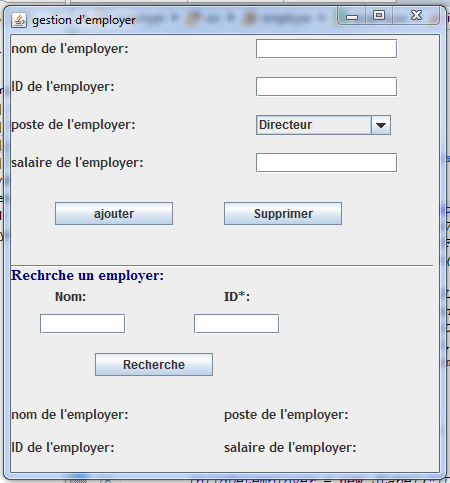 gestion d'employer
nom de l'employer:
ID de l'employer:
poste de l'employer: Directeur
salaire de l'employer:
ajouter Supprimer
Rechrche un employer:
Nom: ID*:
Recherche
nom de l'employer: poste de l'employer:
ID de l'employer: salaire de l'employer: